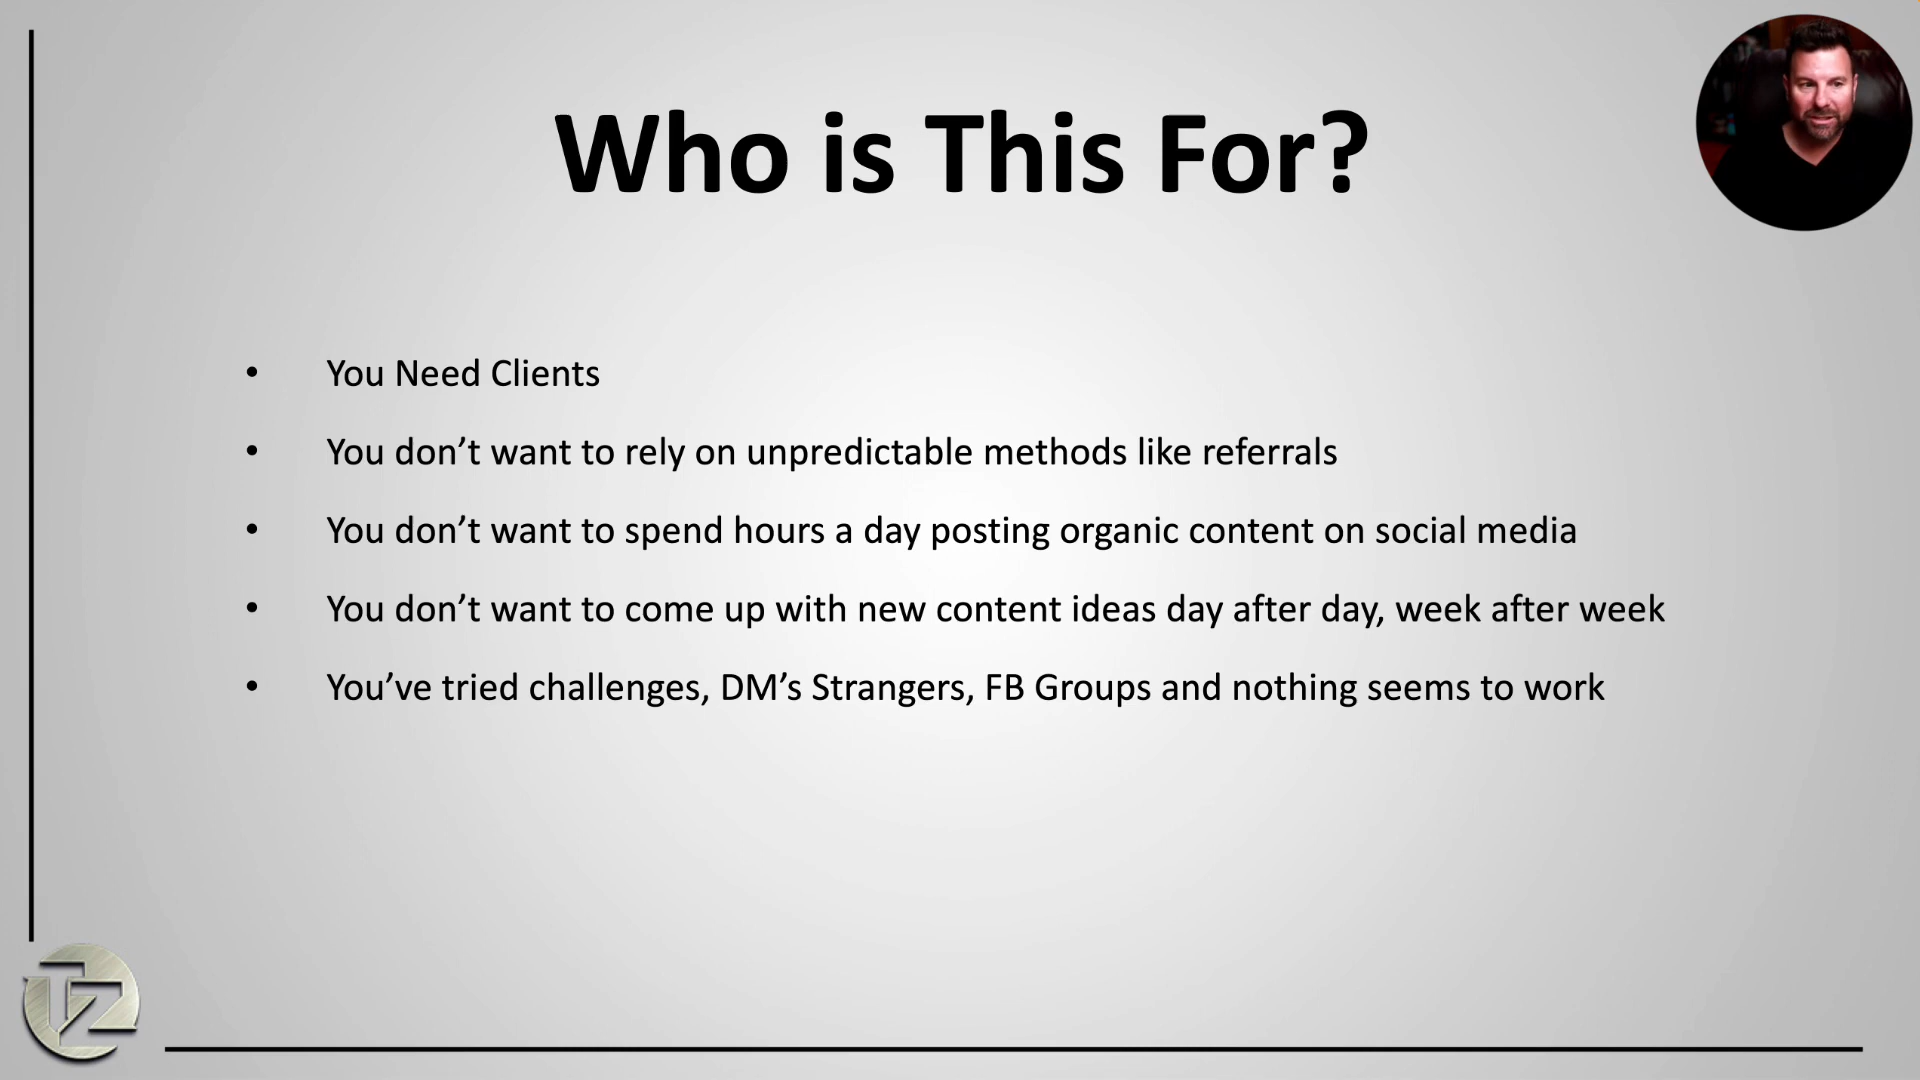 Who is This For?
• You Need Clients
• You don’t want to rely on unpredictable methods like referrals
• You don’t want to spend hours a day posting organic content on social media
• You don’t want to come up with new content ideas day after day, week after week
• You’ve tried challenges, DM’s Strangers, FB Groups and nothing seems to work
TZ